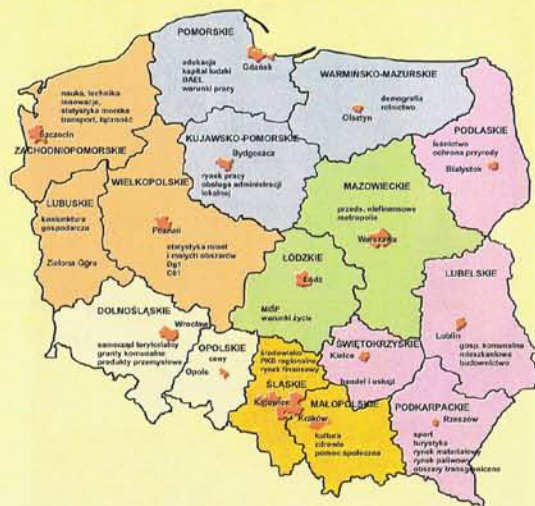 POMORSKIE
Gdańsk
edukacja
kapitał ludzki
BAEL
warunki pracy
WARMIŃSKO-MAZURSKIE
demografia
rolnictwo
Olsztyn
nauka, technika
innowacje,
statystyka morska
transport, łączność
Szczecin
ZACHODNIOPOMORSKIE
KUJAWSKO-POMORSKIE
Bydgoszcz
rynek pracy
obsługa administracji
lokalnej
PODLASKIE
leśnictwo
ochrona przyrody
Białystok
LUBUSKIE
koniunktura
gospodarcza
Zielona Góra
WIELKOPOLSKIE
Poznań
statystyka miast
i małych obszarów
MAZOWIECKIE
przeds. niefinansowe
metropolie
Warszawa
ŁÓDZKIE
Łódź
warunki życia
DOLNOŚLĄSKIE
Wrocław
samorząd terytorialny
grunty komunalne
produkty przemysłowe
OPOLSKIE
ceny
Opole
LUBELSKIE
Lublin
gosp. komunalna
mieszkaniowa
budownictwo
ŚWIĘTOKRZYSKIE
Kielce
handel i usługi
środowisko
PKB regionalne
rynek finansowy
ŚLĄSKIE
Katowice
MAŁOPOLSKIE
Kraków
kultura
zdrowie
pomoc społeczna
PODKARPACKIE
Rzeszów
sport
turystyka
rynek materiałowy
rynek paliwowy
obszary transgraniczne